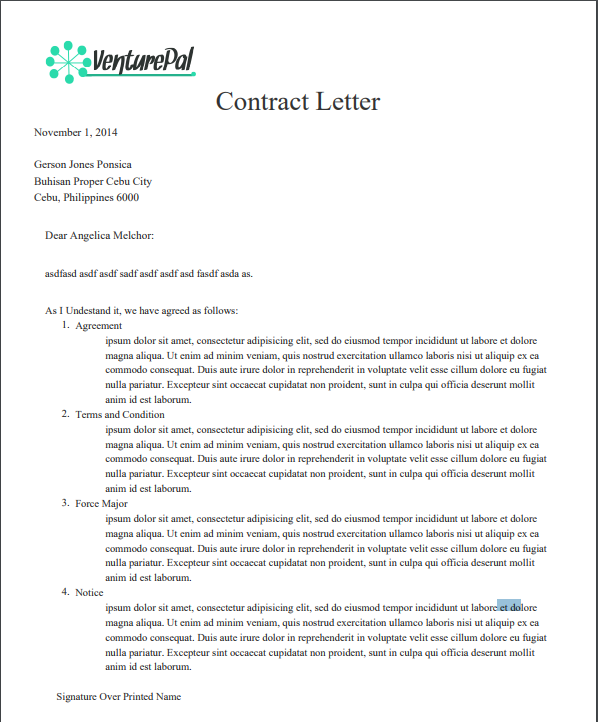 VenturePal
Contract Letter
November 1, 2014
Gerson Jones Ponsica
Buhisan Proper Cebu City
Cebu, Philippines 6000
Dear Angelica Melchor:
asdfasd asdf asdf sadf asdf asdf asd fasdf asda as.
As I Undestand it, we have agreed as follows:
1. Agreement
ipsum dolor sit amet, consectetur adipisicing elit, sed do eiusmod tempor incididunt ut labore et dolore
magna aliqua. Ut enim ad minim veniam, quis nostrud exercitation ullamco laboris nisi ut aliquip ex ea
commodo consequat. Duis aute irure dolor in reprehenderit in voluptate velit esse cillum dolore eu fugiat
nulla pariatur. Excepteur sint occaecat cupidatat non proident, sunt in culpa qui officia deserunt mollit
anim id est laborum.
2. Terms and Condition
ipsum dolor sit amet, consectetur adipisicing elit, sed do eiusmod tempor incididunt ut labore et dolore
magna aliqua. Ut enim ad minim veniam, quis nostrud exercitation ullamco laboris nisi ut aliquip ex ea
commodo consequat. Duis aute irure dolor in reprehenderit in voluptate velit esse cillum dolore eu fugiat
nulla pariatur. Excepteur sint occaecat cupidatat non proident, sunt in culpa qui officia deserunt mollit
anim id est laborum.
3. Force Major
ipsum dolor sit amet, consectetur adipisicing elit, sed do eiusmod tempor incididunt ut labore et dolore
magna aliqua. Ut enim ad minim veniam, quis nostrud exercitation ullamco laboris nisi ut aliquip ex ea
commodo consequat. Duis aute irure dolor in reprehenderit in voluptate velit esse cillum dolore eu fugiat
nulla pariatur. Excepteur sint occaecat cupidatat non proident, sunt in culpa qui officia deserunt mollit
anim id est laborum.
4. Notice
ipsum dolor sit amet, consectetur adipisicing elit, sed do eiusmod tempor incididunt ut labore et dolore
magna aliqua. Ut enim ad minim veniam, quis nostrud exercitation ullamco laboris nisi ut aliquip ex ea
commodo consequat. Duis aute irure dolor in reprehenderit in voluptate velit esse cillum dolore eu fugiat
nulla pariatur. Excepteur sint occaecat cupidatat non proident, sunt in culpa qui officia deserunt mollit
anim id est laborum.
Signature Over Printed Name